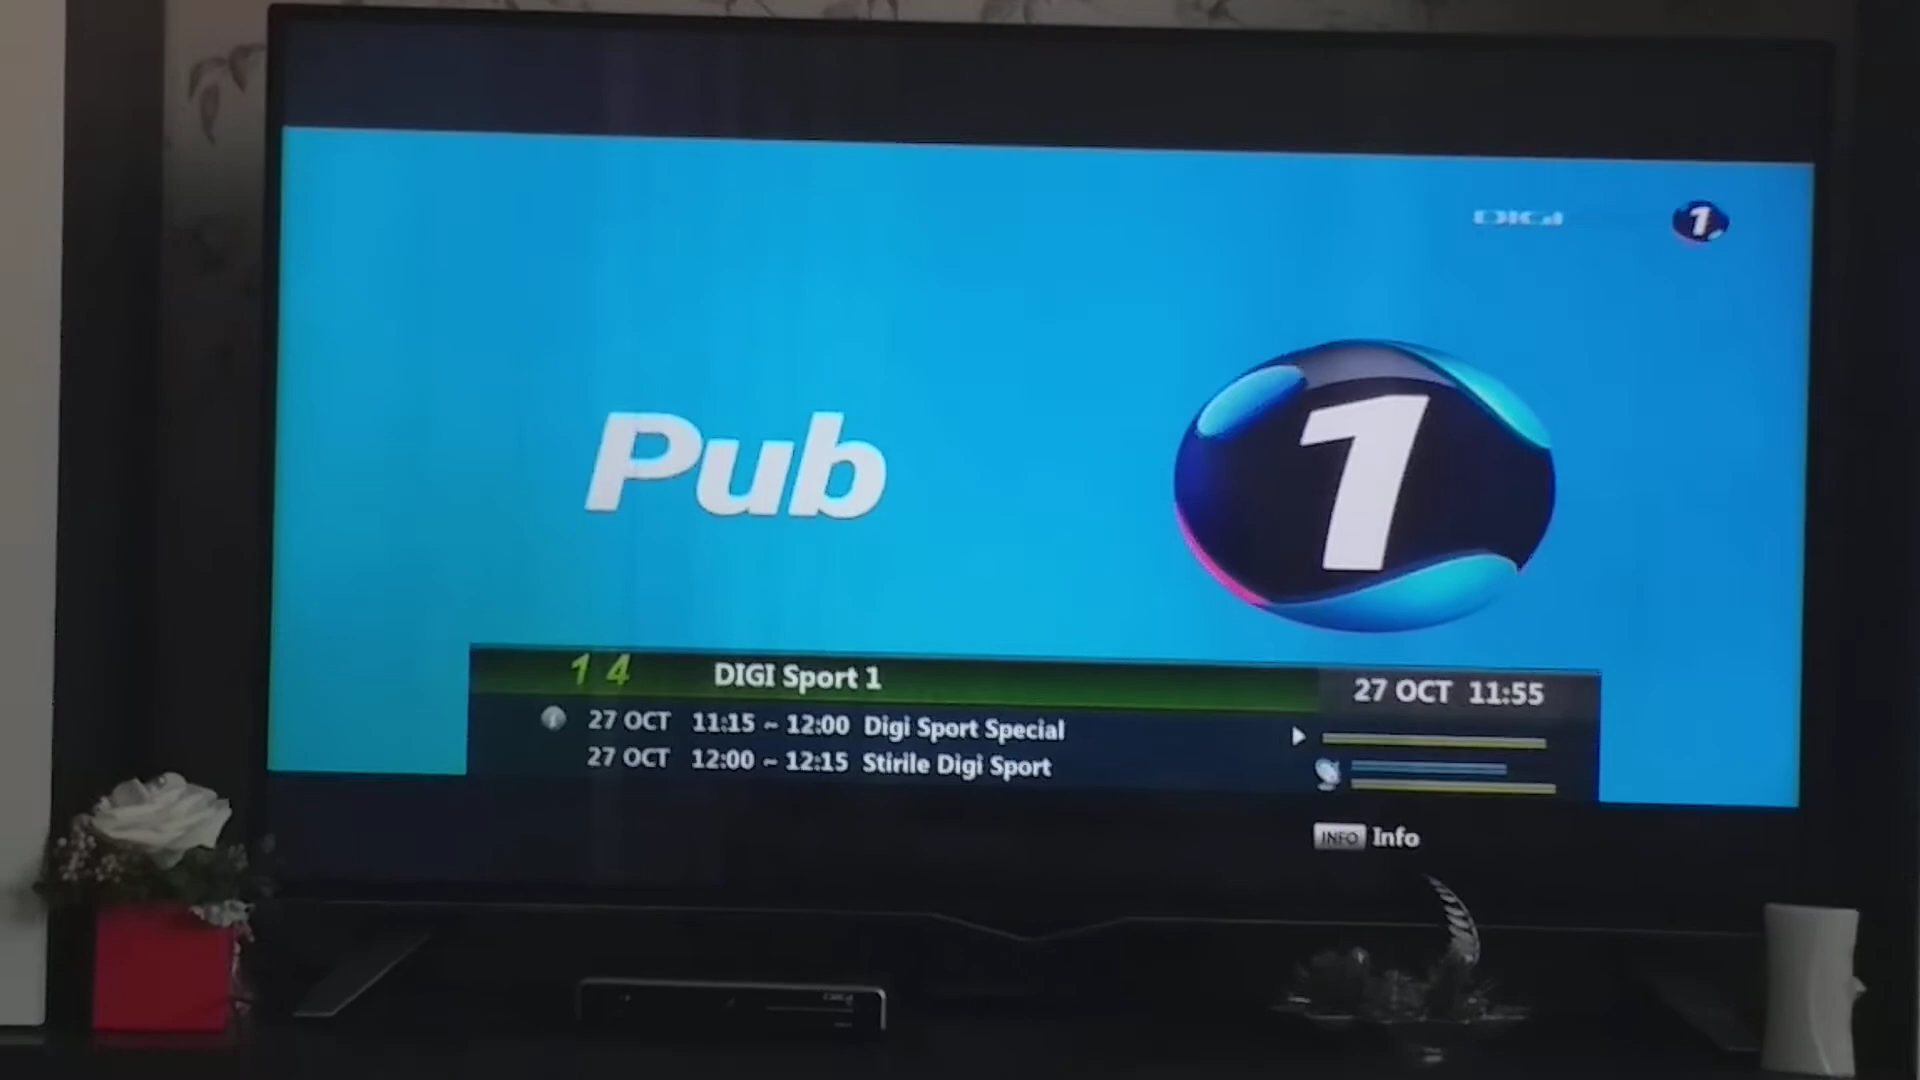 DIGI
1
Pub
1
14 DIGI Sport 1 27 OCT 11:55
27 OCT 11:15 ~ 12:00 Digi Sport Special
27 OCT 12:00 ~ 12:15 Stirile Digi Sport
INFO Info